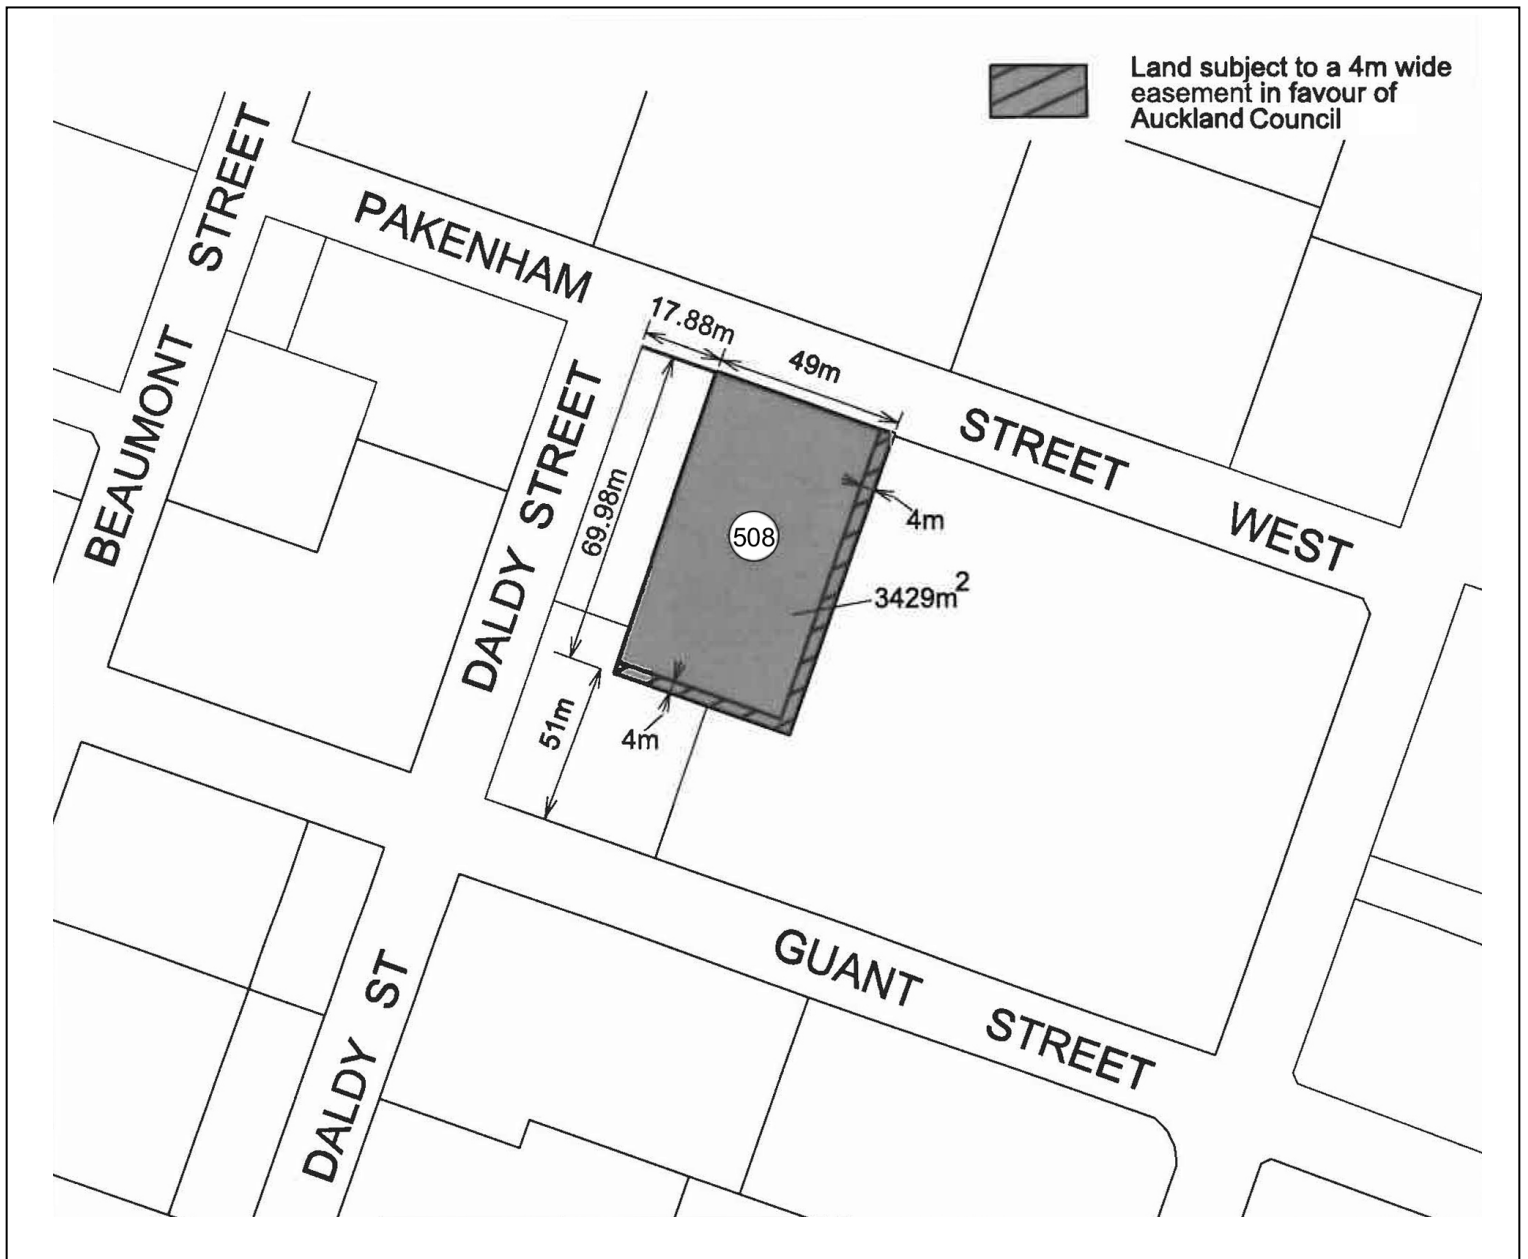 Land subject to a 4m wide
easement in favour of
Auckland Council
BEAUMONT STREET
PAKENHAM STREET WEST
17.88m
49m
69.98m
DALDY STREET
508
4m
3429m²
51m
4m
GUANT STREET
DALDY ST